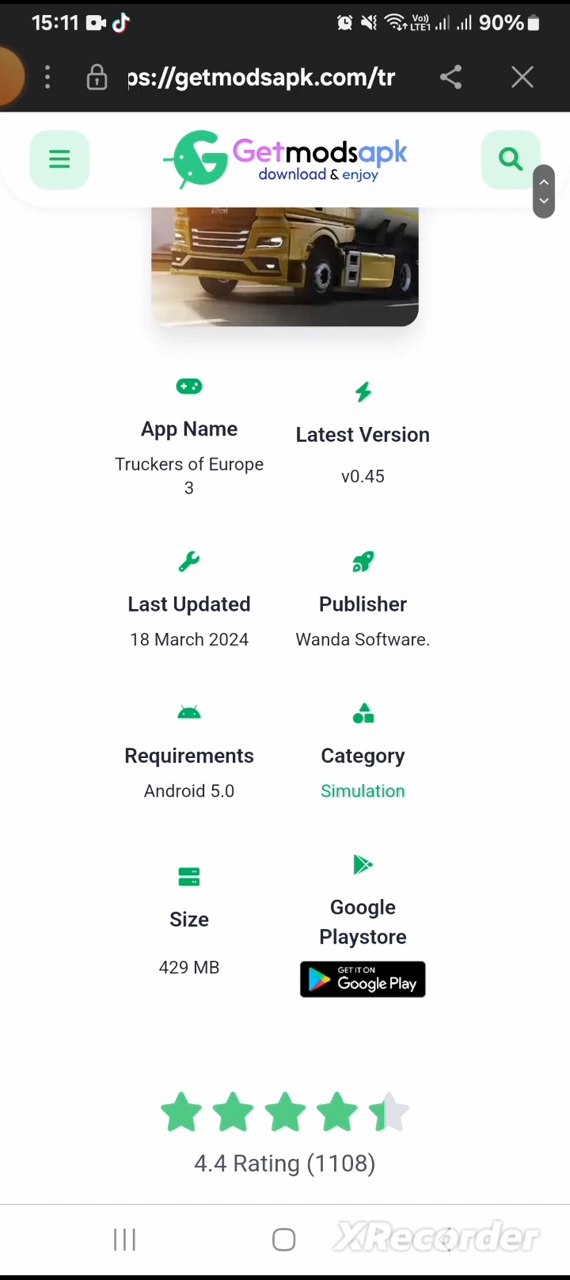 15:11
Vo))
LTE1
90%
ps://getmodsapk.com/tr
Getmodsapk
download & enjoy
App Name
Truckers of Europe
3
Latest Version
v0.45
Last Updated
18 March 2024
Publisher
Wanda Software.
Requirements
Android 5.0
Category
Simulation
Size
429 MB
Google
Playstore
GET IT ON
Google Play
4.4 Rating (1108)
XRecorder